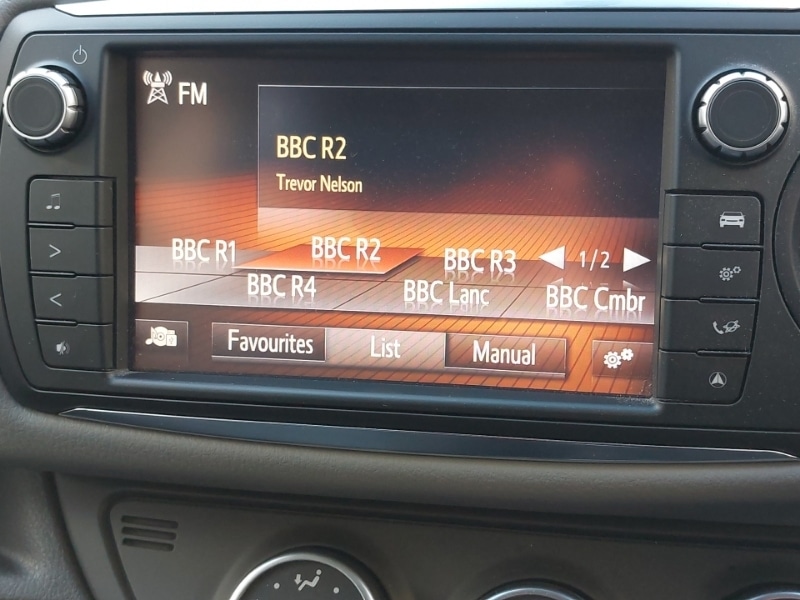 FM
BBC R2
Trevor Nelson
BBC R1 BBC R2 BBC R3 1/2
BBC R4 BBC Lanc BBC Cmbr
Favourites List Manual